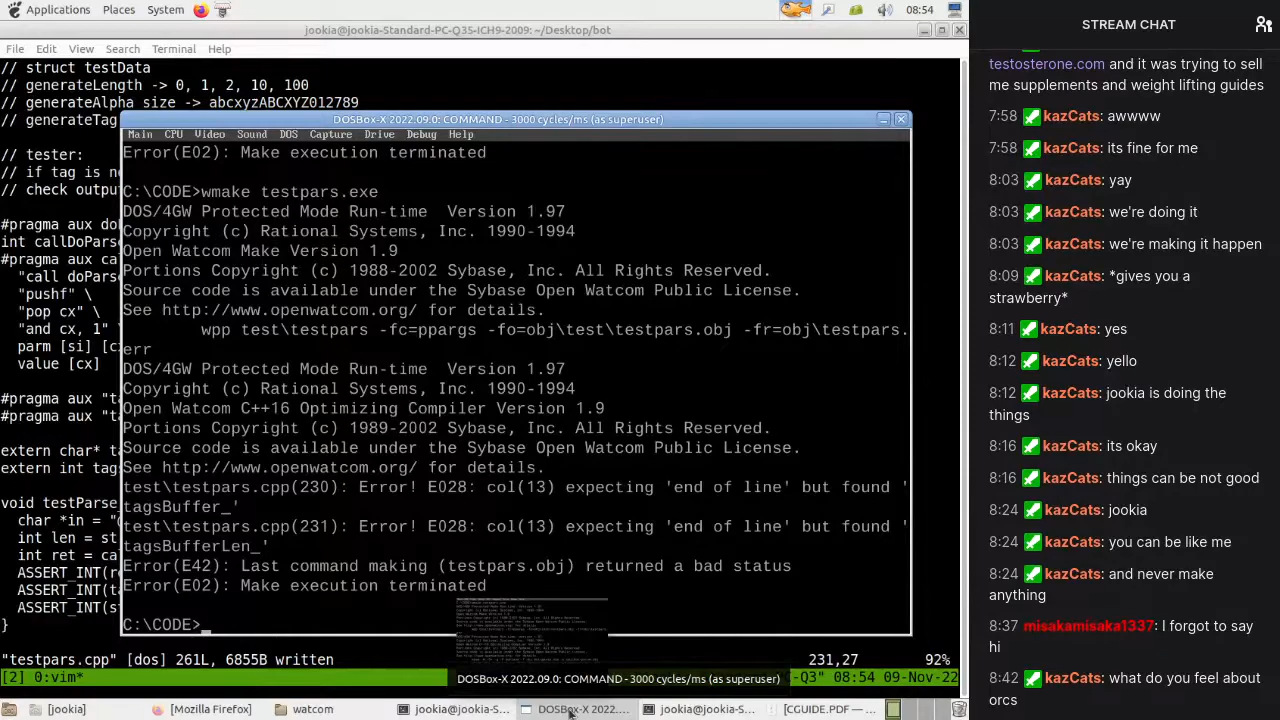 Applications Places System 08:54
jookia@jookia-Standard-PC-Q35-ICH9-2009: ~/Desktop/bot
File Edit View Search Terminal Help
// struct testData
// generateLength -> 0, 1, 2, 10, 100
// generateAlpha size -> abcxyzABCXYZ012789
// generateTag
// tester:
// if tag is n
// check outpu
#pragma aux do
int callDoPars
#pragma aux ca
"call doParse
"pushf" \
"pop cx" \
"and cx, 1" \
parm [si] [c
value [cx]
#pragma aux "t
#pragma aux "t
extern char* t
extern int tag
void testParse
char *in = "
int len = st
int ret = ca
ASSERT_INT(r
ASSERT_INT(t
ASSERT_INT(s
}
231,27 92%
[2] 0:vim* 08:54 09-Nov-22
DOSBox-X 2022.09.0: COMMAND - 3000 cycles/ms (as superuser)
Main CPU Video Sound DOS Capture Drive Debug Help
Error(E02): Make execution terminated
C:\CODE>wmake testpars.exe
DOS/4GW Protected Mode Run-time Version 1.97
Copyright (c) Rational Systems, Inc. 1990-1994
Open Watcom Make Version 1.9
Portions Copyright (c) 1988-2002 Sybase, Inc. All Rights Reserved.
Source code is available under the Sybase Open Watcom Public License.
See http://www.openwatcom.org/ for details.
wpp test\testpars -fc=ppargs -fo=obj\test\testpars.obj -fr=obj\testpars.
err
DOS/4GW Protected Mode Run-time Version 1.97
Copyright (c) Rational Systems, Inc. 1990-1994
Open Watcom C++16 Optimizing Compiler Version 1.9
Portions Copyright (c) 1989-2002 Sybase, Inc. All Rights Reserved.
Source code is available under the Sybase Open Watcom Public License.
See http://www.openwatcom.org/ for details.
test\testpars.cpp(230): Error! E028: col(13) expecting 'end of line' but found '
tagsBuffer_'
test\testpars.cpp(231): Error! E028: col(13) expecting 'end of line' but found '
tagsBufferLen_'
Error(E42): Last command making (testpars.obj) returned a bad status
Error(E02): Make execution terminated
C:\CODE
DOSBox-X 2022.09.0: COMMAND - 3000 cycles/ms (as superuser)
[jookia] [Mozilla Firefox] watcom jookia@jookia-S... DOSBox-X 2022.... jookia@jookia-S... [CGUIDE.PDF —...
STREAM CHAT
testosterone.com and it was trying to sell
me supplements and weight lifting guides
7:58 kazCats: awwww
7:58 kazCats: its fine for me
8:03 kazCats: yay
8:03 kazCats: we're doing it
8:03 kazCats: we're making it happen
8:09 kazCats: *gives you a
strawberry*
8:11 kazCats: yes
8:12 kazCats: yello
8:12 kazCats: jookia is doing the
things
8:16 kazCats: its okay
8:16 kazCats: things can be not good
8:24 kazCats: jookia
8:24 kazCats: you can be like me
8:24 kazCats: and never make
anything
8:27 misakamisaka1337: I move away
hi
8:42 kazCats: what do you feel about
orcs